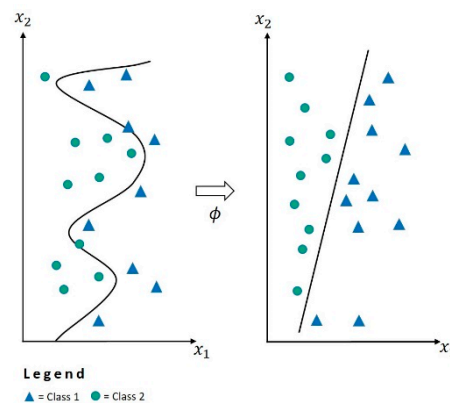 x₂
x₂
ϕ
x₁
x
Legend
= Class 1 = Class 2